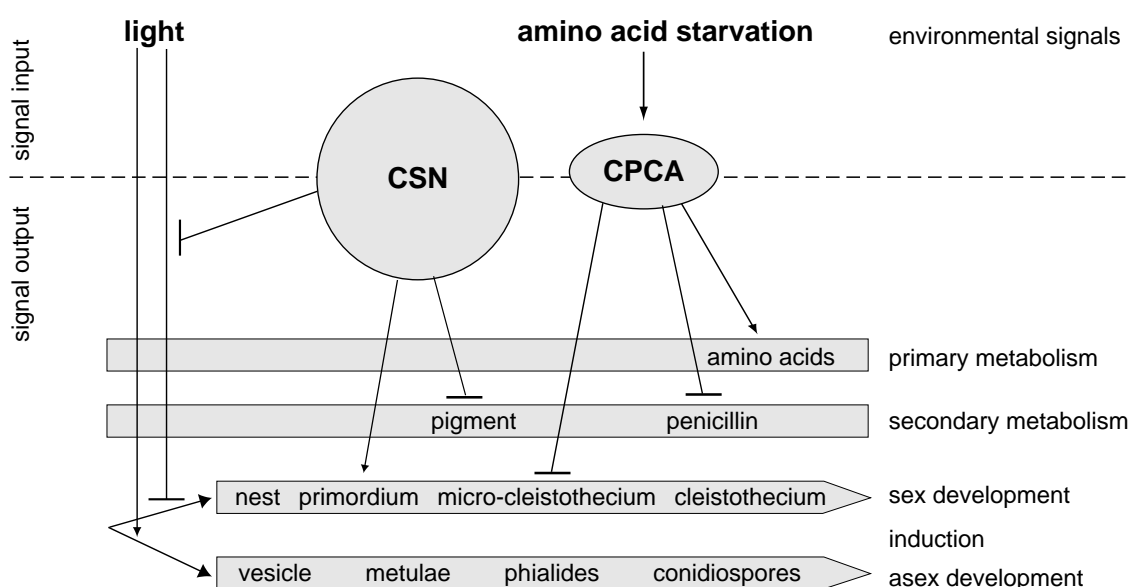 light
amino acid starvation
environmental signals
signal input
CSN
CPCA
signal output
amino acids
primary metabolism
pigment
penicillin
secondary metabolism
nest primordium micro-cleistothecium cleistothecium
sex development
induction
vesicle metulae phialides conidiospores
asex development